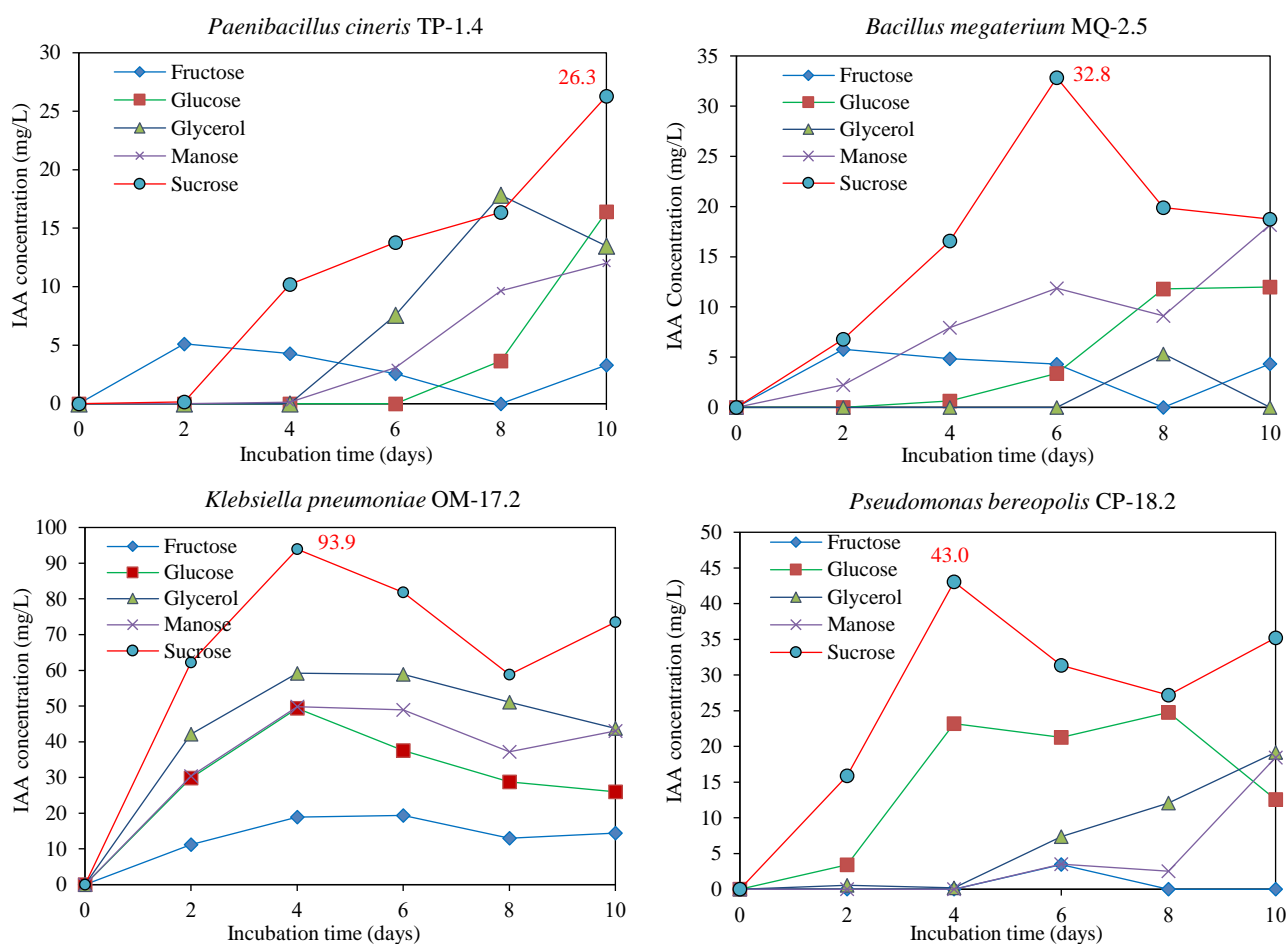 Paenibacillus cineris TP-1.4
30
25
20
15
10
5
0
IAA concentration (mg/L)
Fructose
Glucose
Glycerol
Manose
Sucrose
26.3
0 2 4 6 8 10
Incubation time (days)
Bacillus megaterium MQ-2.5
35
30
25
20
15
10
5
0
IAA Concentration (mg/L)
Fructose
Glucose
Glycerol
Manose
Sucrose
32.8
0 2 4 6 8 10
Incubation time (days)
Klebsiella pneumoniae OM-17.2
100
90
80
70
60
50
40
30
20
10
0
IAA concentration (mg/L)
Fructose
Glucose
Glycerol
Manose
Sucrose
93.9
0 2 4 6 8 10
Incubation time (days)
Pseudomonas bereopolis CP-18.2
50
45
40
35
30
25
20
15
10
5
0
IAA concentration (mg/L)
Fructose
Glucose
Glycerol
Manose
Sucrose
43.0
0 2 4 6 8 10
Incubation time (days)